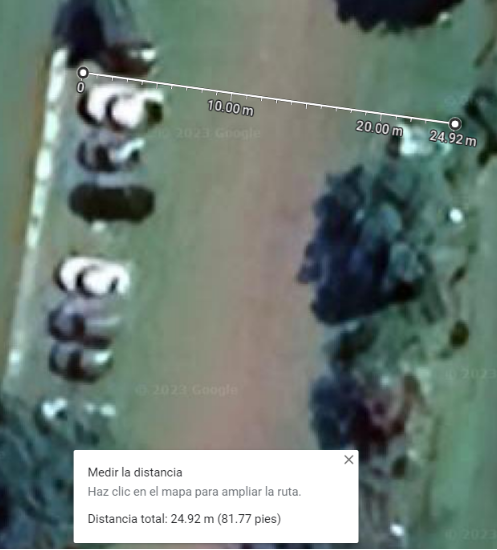 0
10.00 m
20.00 m
24.92 m
© 2023 Google
© 2023 Google
© 2023
© 2023
Medir la distancia
Haz clic en el mapa para ampliar la ruta.
Distancia total: 24.92 m (81.77 pies)